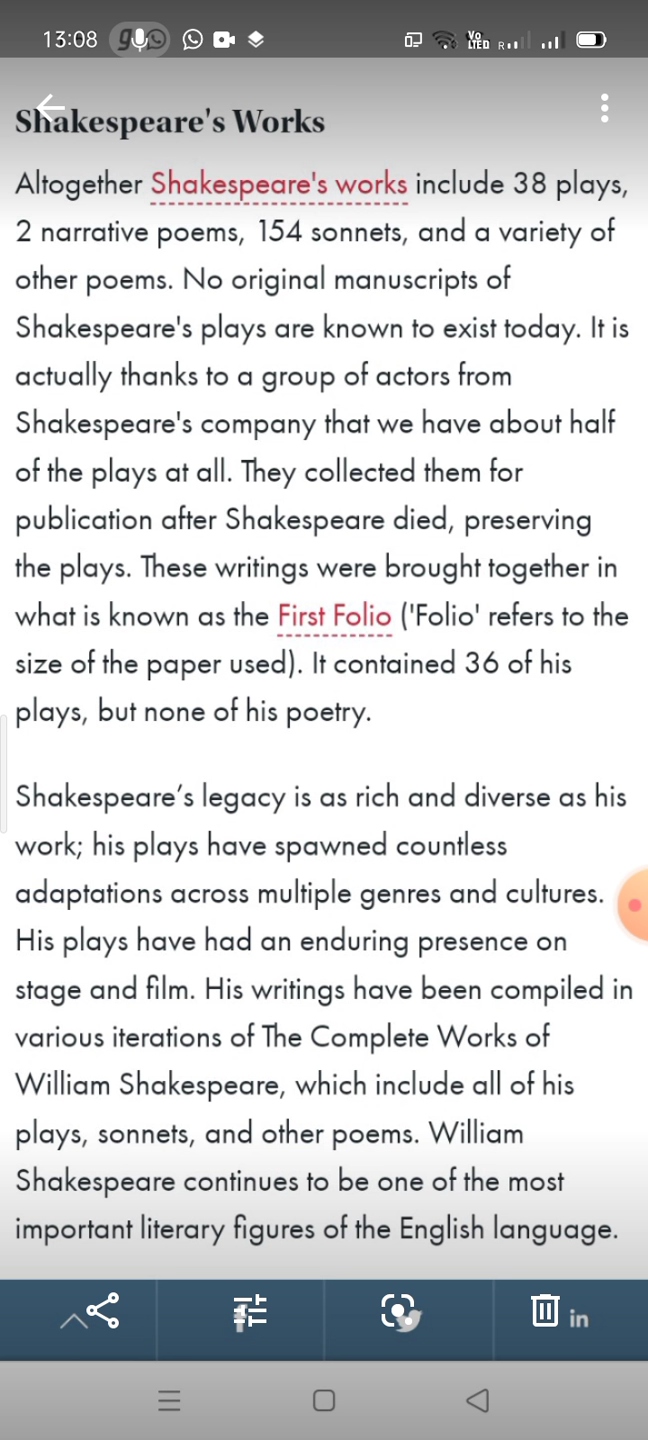 13:08
Vo
LTED
R
Shakespeare's Works
Altogether Shakespeare's works include 38 plays,
2 narrative poems, 154 sonnets, and a variety of
other poems. No original manuscripts of
Shakespeare's plays are known to exist today. It is
actually thanks to a group of actors from
Shakespeare's company that we have about half
of the plays at all. They collected them for
publication after Shakespeare died, preserving
the plays. These writings were brought together in
what is known as the First Folio ('Folio' refers to the
size of the paper used). It contained 36 of his
plays, but none of his poetry.
Shakespeare’s legacy is as rich and diverse as his
work; his plays have spawned countless
adaptations across multiple genres and cultures.
His plays have had an enduring presence on
stage and film. His writings have been compiled in
various iterations of The Complete Works of
William Shakespeare, which include all of his
plays, sonnets, and other poems. William
Shakespeare continues to be one of the most
important literary figures of the English language.
in